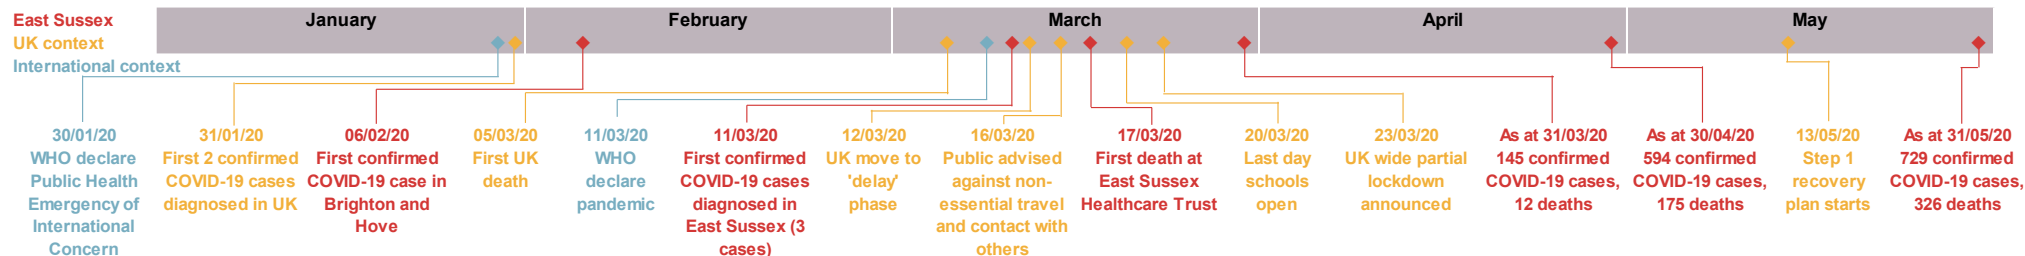 East Sussex
UK context
International context
January
February
March
April
May
30/01/20
WHO declare
Public Health
Emergency of
International
Concern
31/01/20
First 2 confirmed
COVID-19 cases
diagnosed in UK
06/02/20
First confirmed
COVID-19 case in
Brighton and
Hove
05/03/20
First UK
death
11/03/20
WHO
declare
pandemic
11/03/20
First confirmed
COVID-19 cases
diagnosed in
East Sussex (3
cases)
12/03/20
UK move to
'delay'
phase
16/03/20
Public advised
against non-
essential travel
and contact with
others
17/03/20
First death at
East Sussex
Healthcare Trust
20/03/20
Last day
schools
open
23/03/20
UK wide partial
lockdown
announced
As at 31/03/20
145 confirmed
COVID-19 cases,
12 deaths
As at 30/04/20
594 confirmed
COVID-19 cases,
175 deaths
13/05/20
Step 1
recovery
plan starts
As at 31/05/20
729 confirmed
COVID-19 cases,
326 deaths